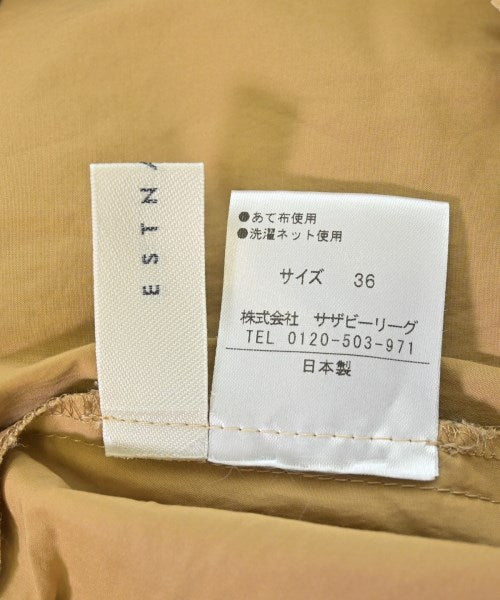 ESTNA
●あて布使用
●洗濯ネット使用
サイズ 36
株式会社 サザビーリーグ
TEL 0120-503-971
日本製